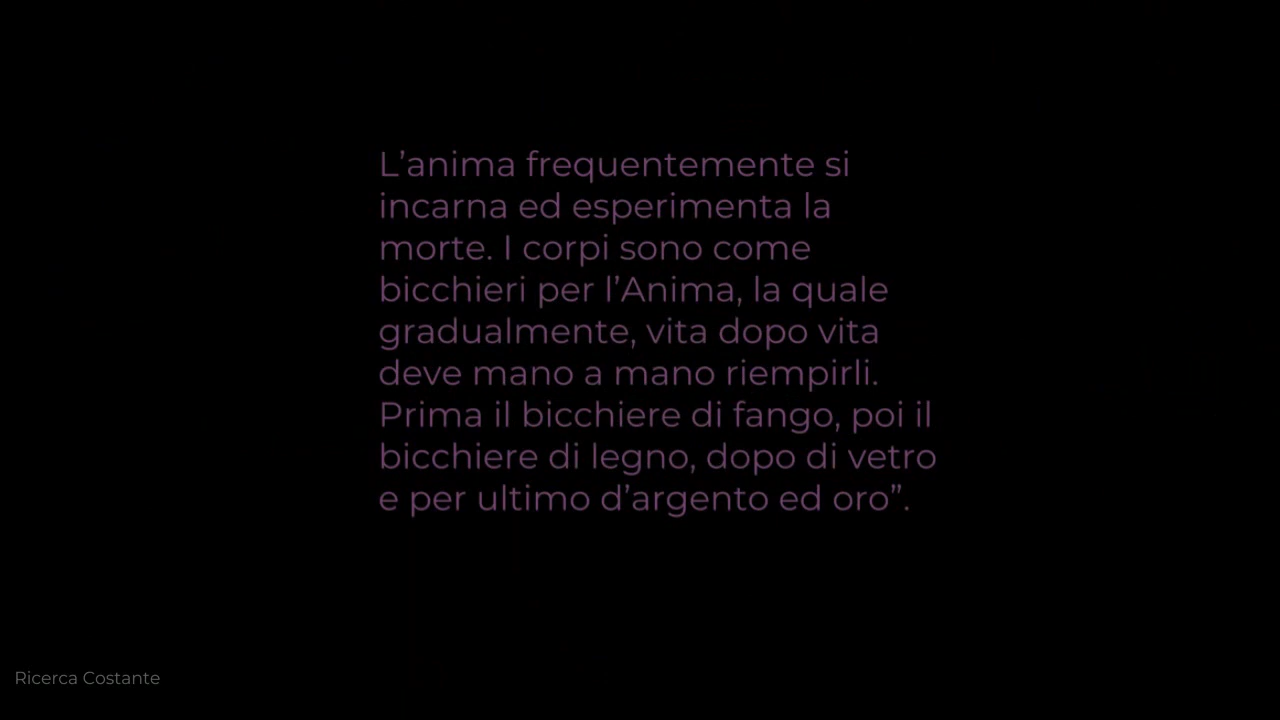 L’anima frequentemente si
incarna ed esperimenta la
morte. I corpi sono come
bicchieri per l’Anima, la quale
gradualmente, vita dopo vita
deve mano a mano riempirli.
Prima il bicchiere di fango, poi il
bicchiere di legno, dopo di vetro
e per ultimo d’argento ed oro”.
Ricerca Costante